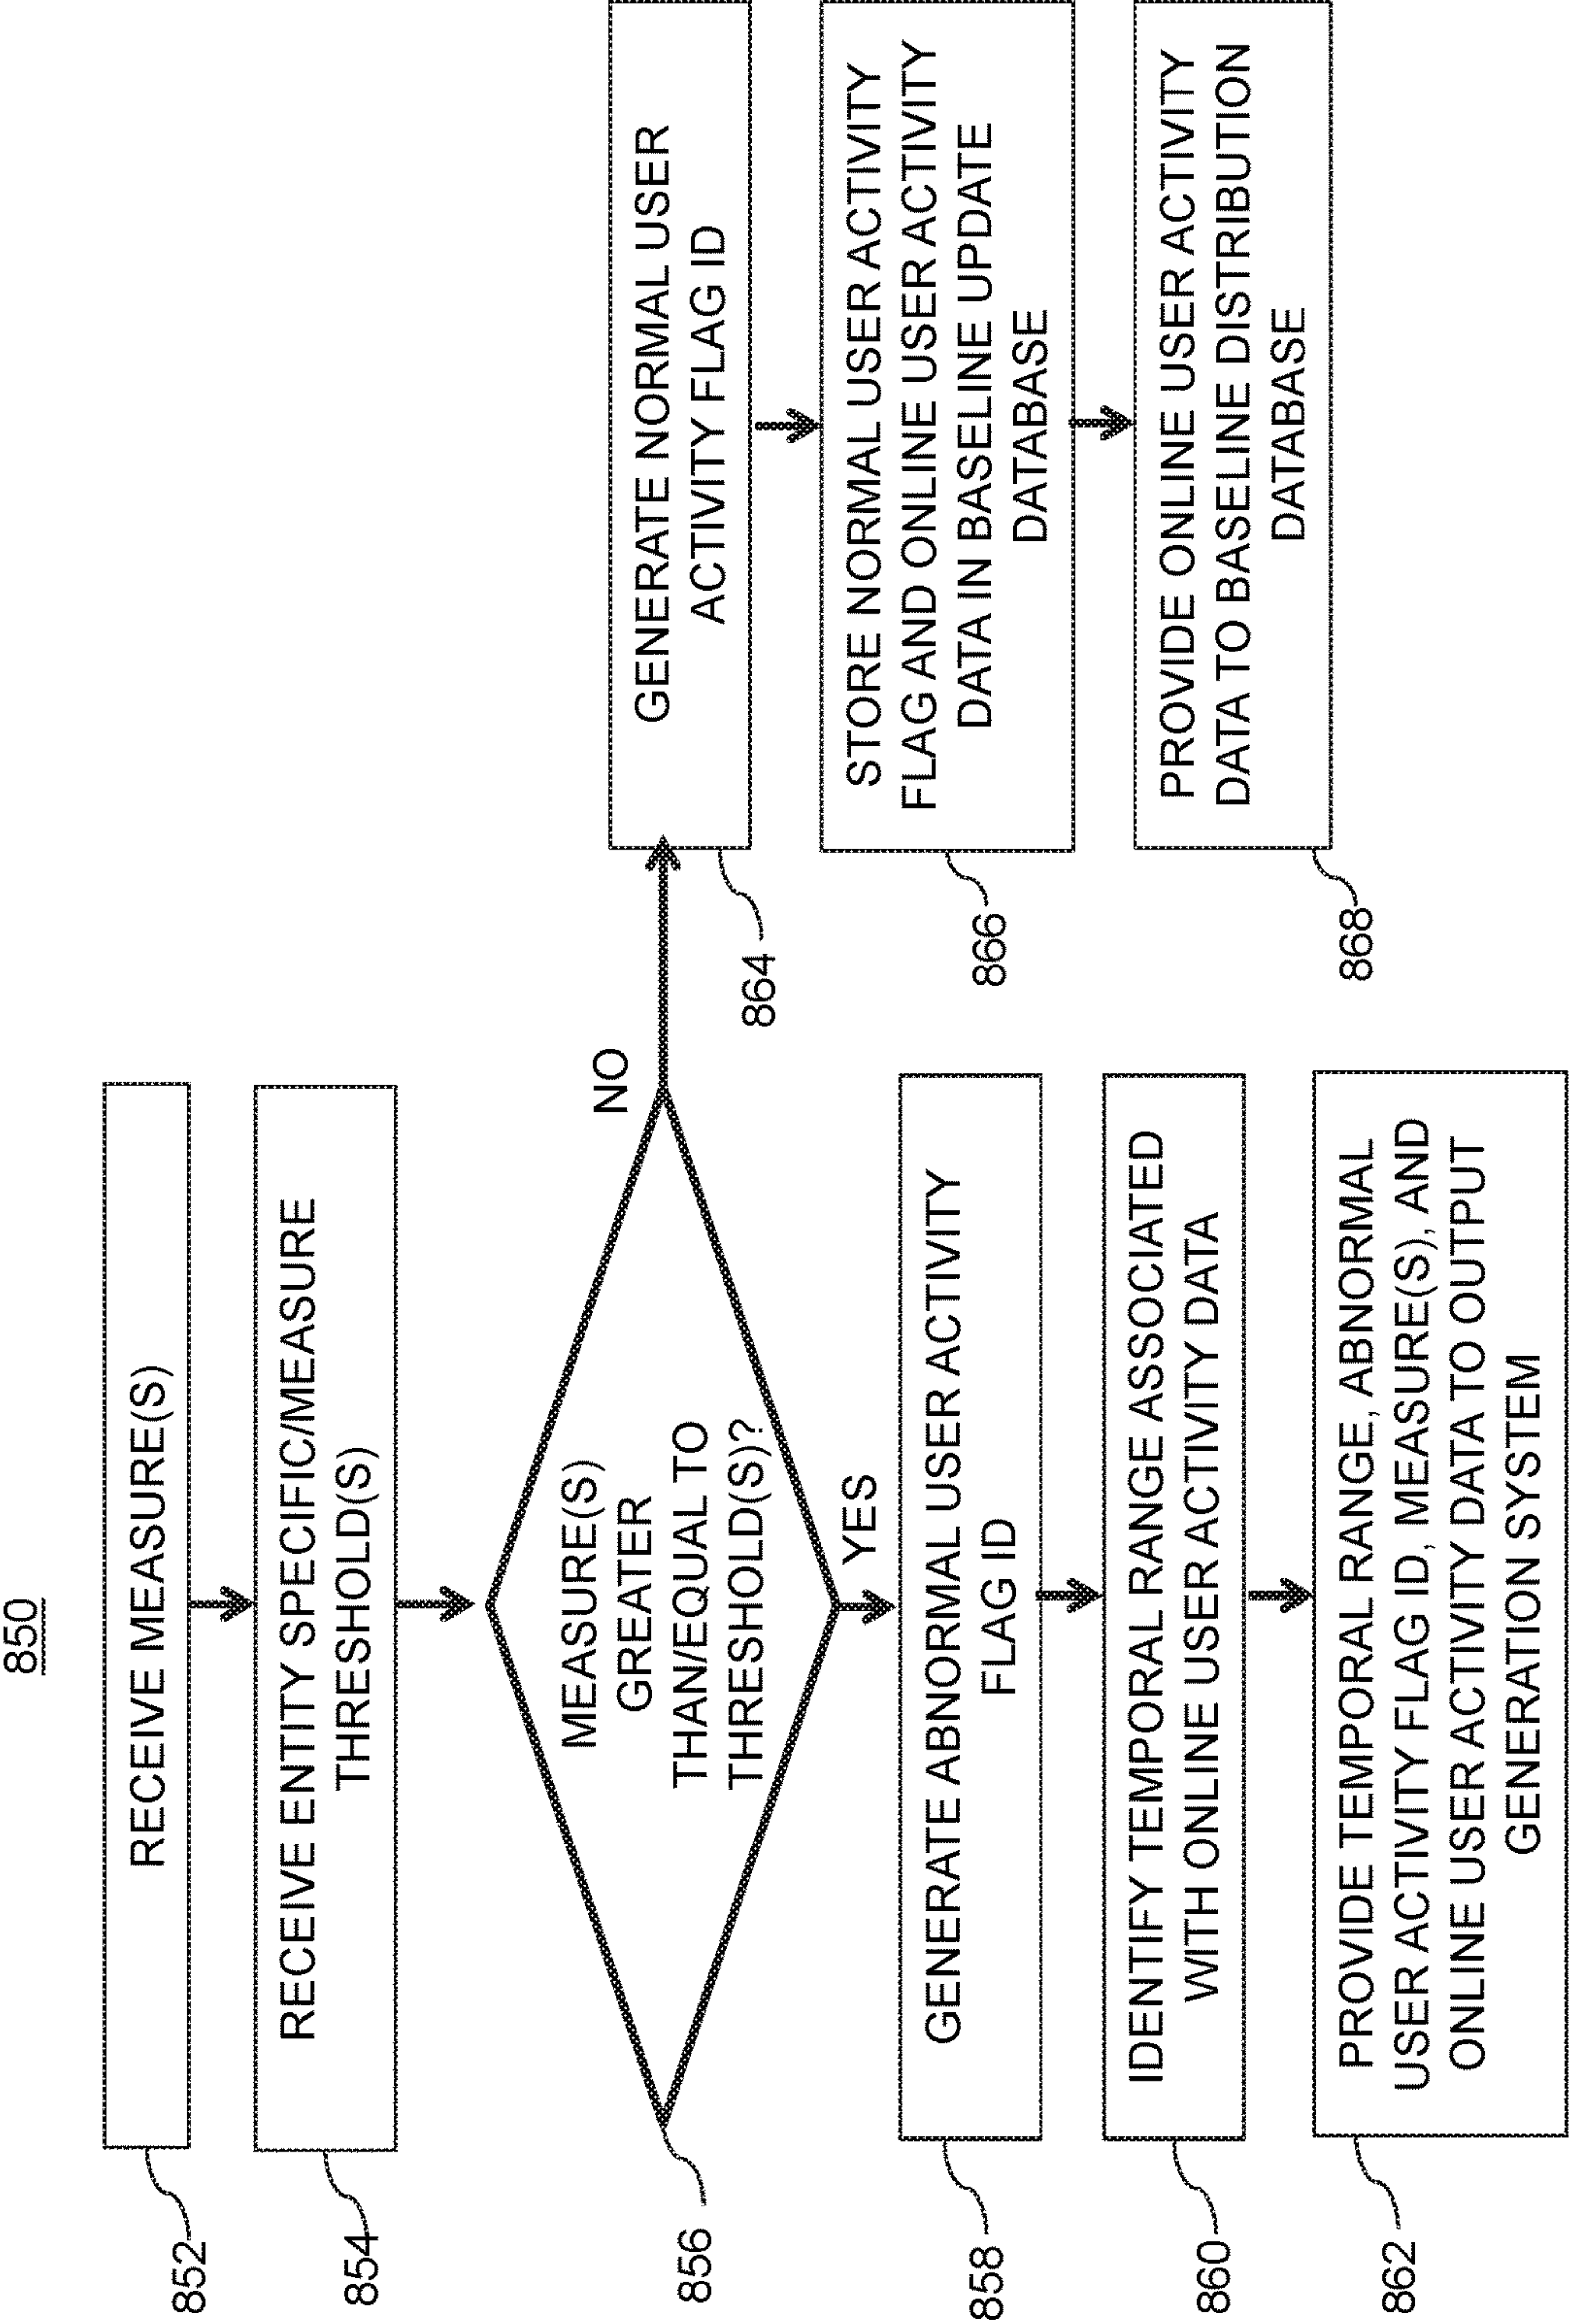 850
852
RECEIVE MEASURE(S)
854
RECEIVE ENTITY SPECIFIC/MEASURE
THRESHOLD(S)
856
MEASURE(S)
GREATER
THAN/EQUAL TO
THRESHOLD(S)?
NO
YES
858
GENERATE ABNORMAL USER ACTIVITY
FLAG ID
860
IDENTIFY TEMPORAL RANGE ASSOCIATED
WITH ONLINE USER ACTIVITY DATA
862
PROVIDE TEMPORAL RANGE, ABNORMAL
USER ACTIVITY FLAG ID, MEASURE(S), AND
ONLINE USER ACTIVITY DATA TO OUTPUT
GENERATION SYSTEM
864
GENERATE NORMAL USER
ACTIVITY FLAG ID
866
STORE NORMAL USER ACTIVITY
FLAG AND ONLINE USER ACTIVITY
DATA IN BASELINE UPDATE
DATABASE
868
PROVIDE ONLINE USER ACTIVITY
DATA TO BASELINE DISTRIBUTION
DATABASE